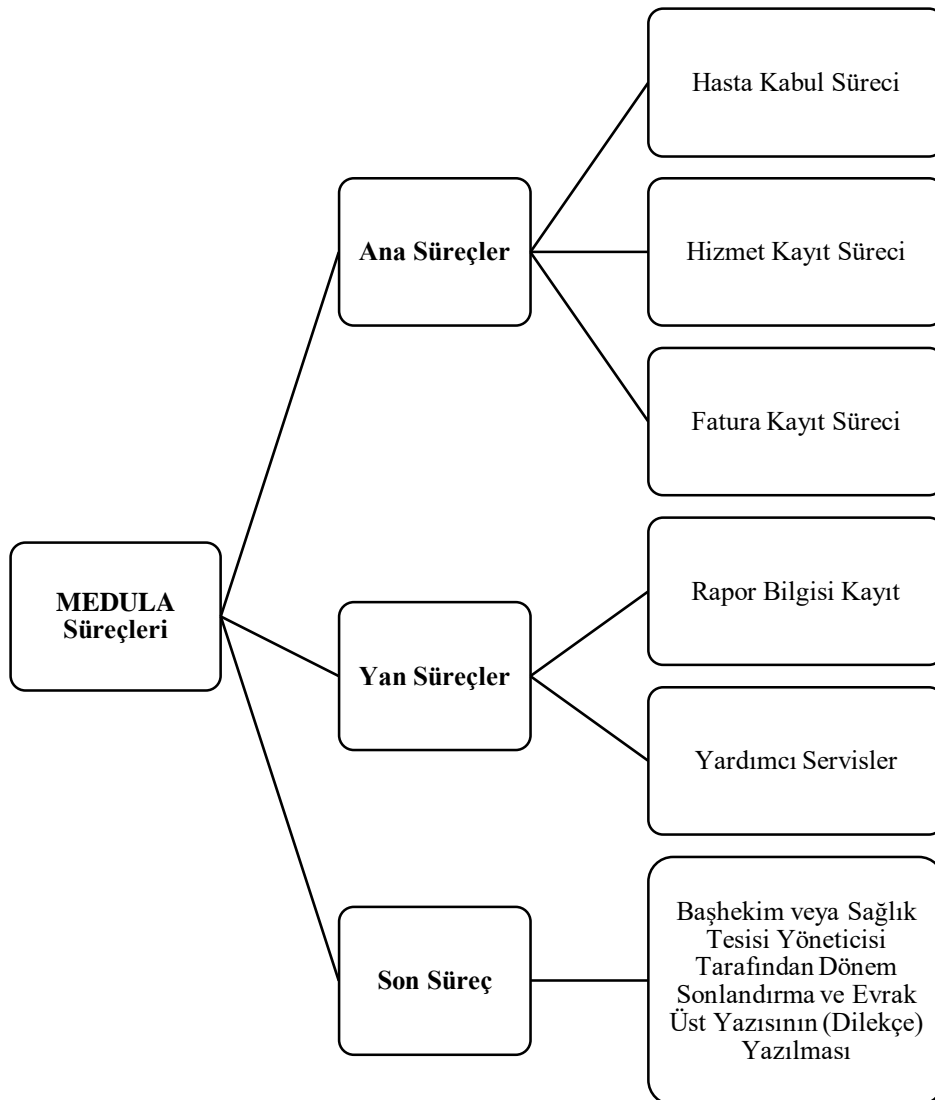 MEDULA
Süreçleri
Ana Süreçler
Hasta Kabul Süreci
Hizmet Kayıt Süreci
Fatura Kayıt Süreci
Yan Süreçler
Rapor Bilgisi Kayıt
Yardımcı Servisler
Son Süreç
Başhekim veya Sağlık
Tesisi Yöneticisi
Tarafından Dönem
Sonlandırma ve Evrak
Üst Yazısının (Dilekçe)
Yazılması